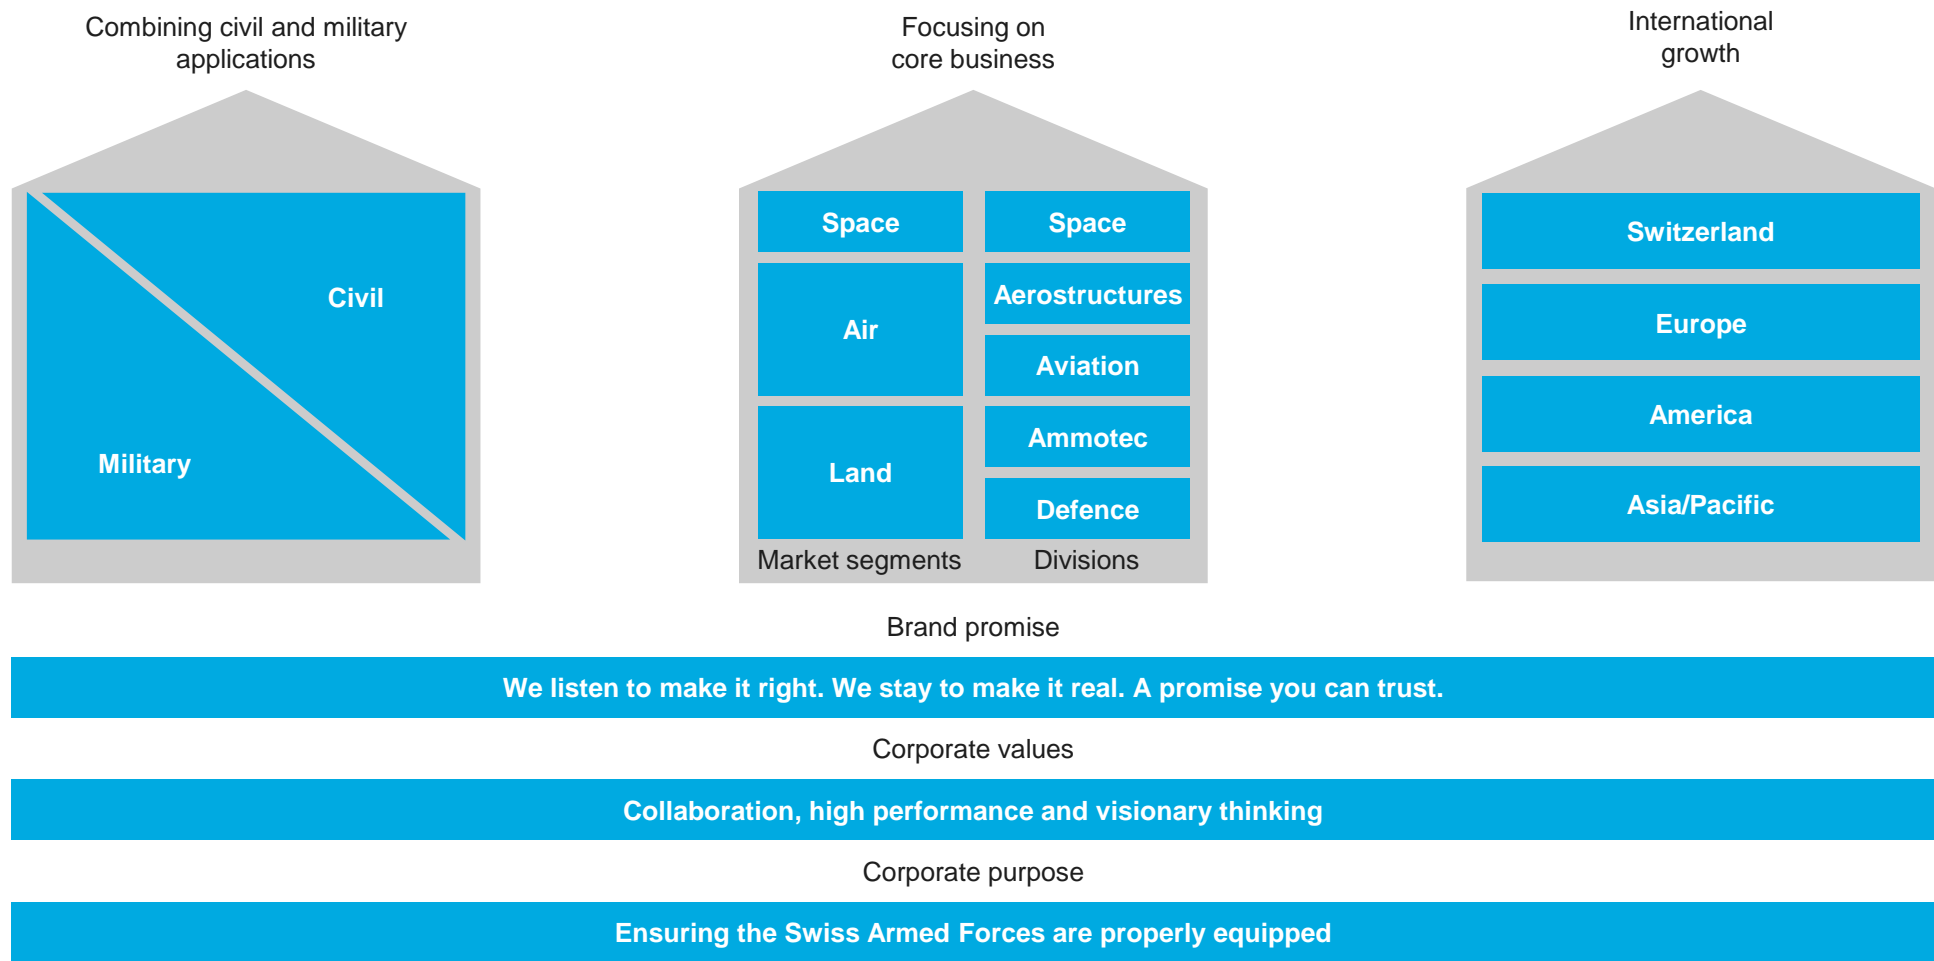 Combining civil and military
applications
Civil
Military
Focusing on
core business
Space
Air
Land
Market segments
Space
Aerostructures
Aviation
Ammotec
Defence
Divisions
International
growth
Switzerland
Europe
America
Asia/Pacific
Brand promise
We listen to make it right. We stay to make it real. A promise you can trust.
Corporate values
Collaboration, high performance and visionary thinking
Corporate purpose
Ensuring the Swiss Armed Forces are properly equipped